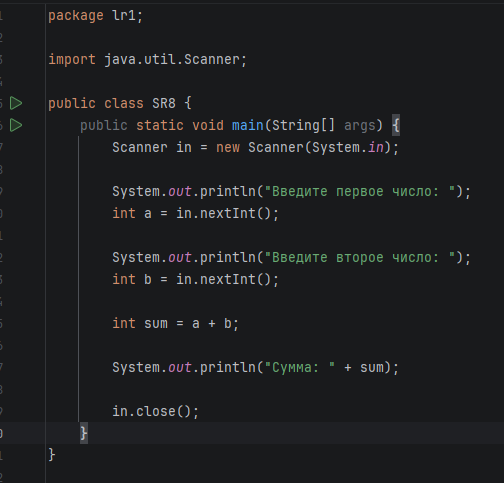 package lr1;
import java.util.Scanner;
public class SR8 {
public static void main(String[] args) {
Scanner in = new Scanner(System.in);
System.out.println("Введите первое число: ");
int a = in.nextInt();
System.out.println("Введите второе число: ");
int b = in.nextInt();
int sum = a + b;
System.out.println("Сумма: " + sum);
in.close();
}
}